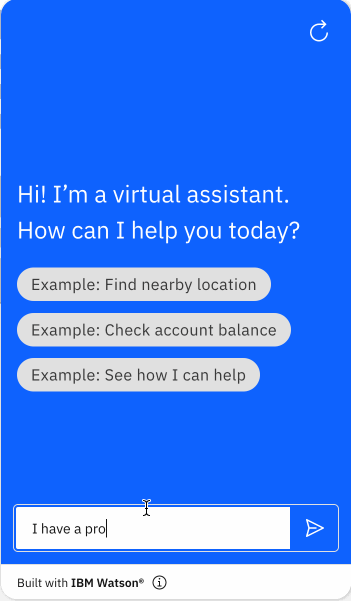 Hi! I’m a virtual assistant.
How can I help you today?
Example: Find nearby location
Example: Check account balance
Example: See how I can help
I have a pro
Built with IBM Watson®